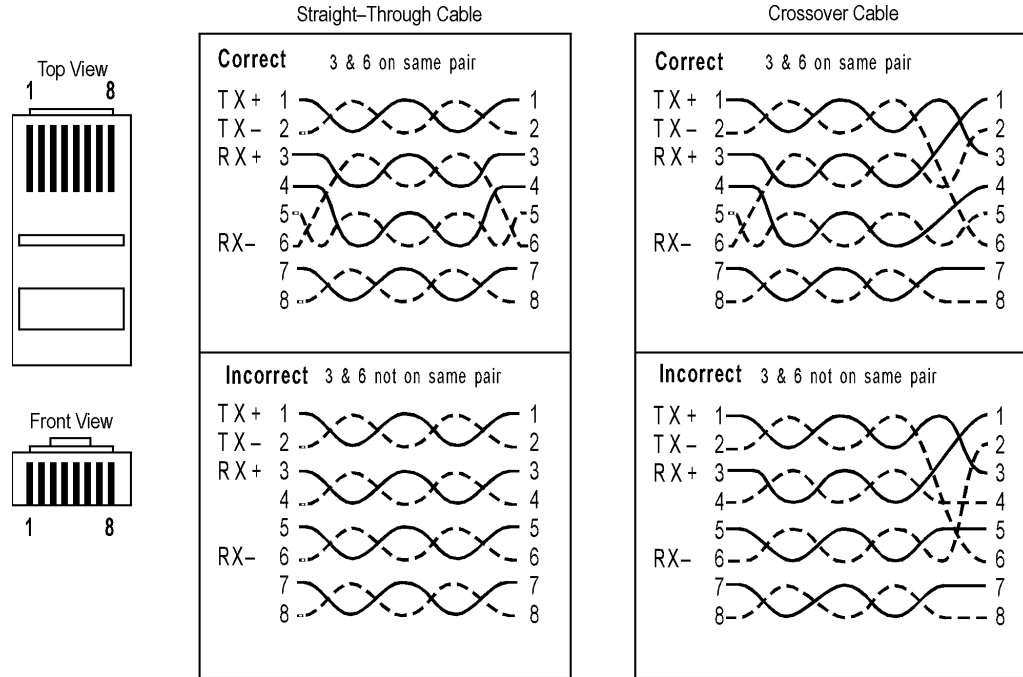 Straight–Through Cable
Crossover Cable
Top View
1 8
Front View
1 8
Correct 3 & 6 on same pair
TX+ 1 1
TX– 2 2
RX+ 3 3
4 4
5 5
RX– 6 6
7 7
8 8
Incorrect 3 & 6 not on same pair
TX+ 1 1
TX– 2 2
RX+ 3 3
4 4
5 5
RX– 6 6
7 7
8 8
Correct 3 & 6 on same pair
TX+ 1 1
TX– 2 2
RX+ 3 3
4 4
5 5
RX– 6 6
7 7
8 8
Incorrect 3 & 6 not on same pair
TX+ 1 1
TX– 2 2
RX+ 3 3
4 4
5 5
RX– 6 6
7 7
8 8